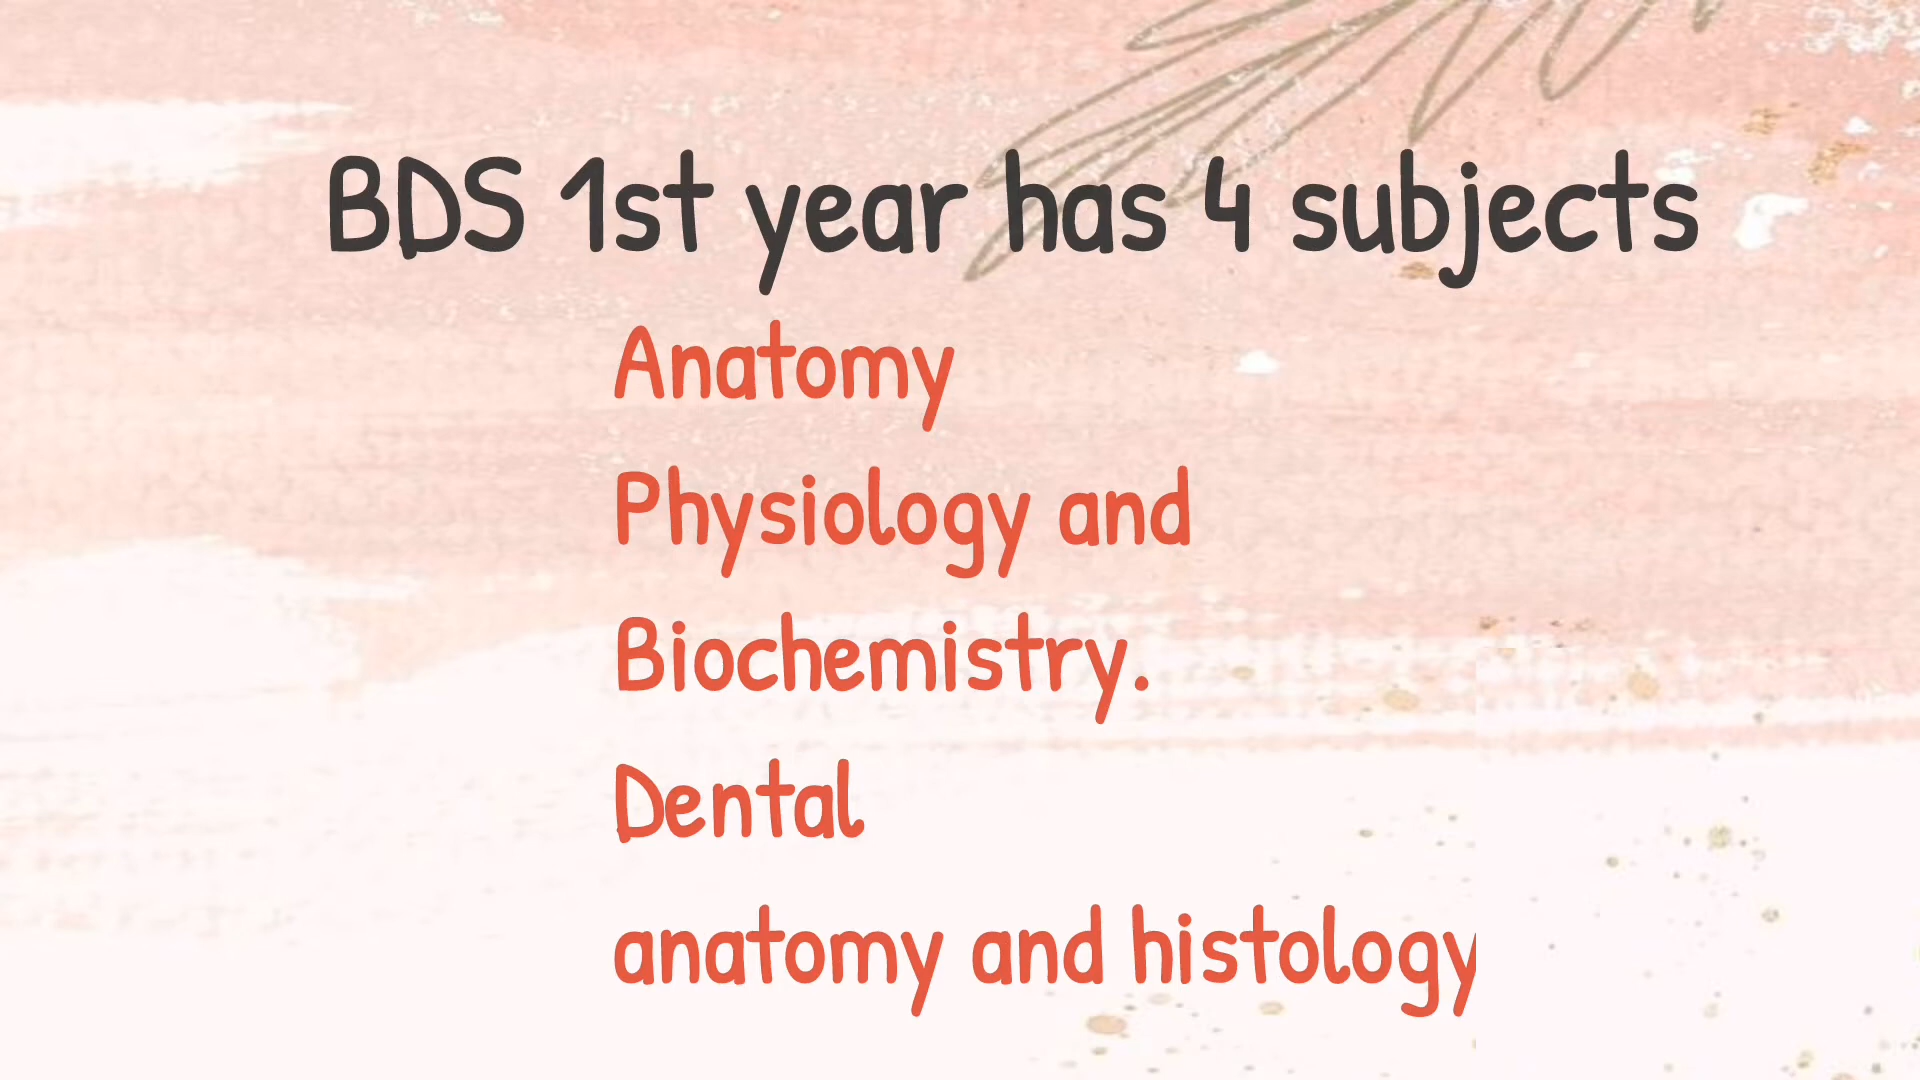 BDS 1st year has 4 subjects
Anatomy
Physiology and
Biochemistry.
Dental
anatomy and histology